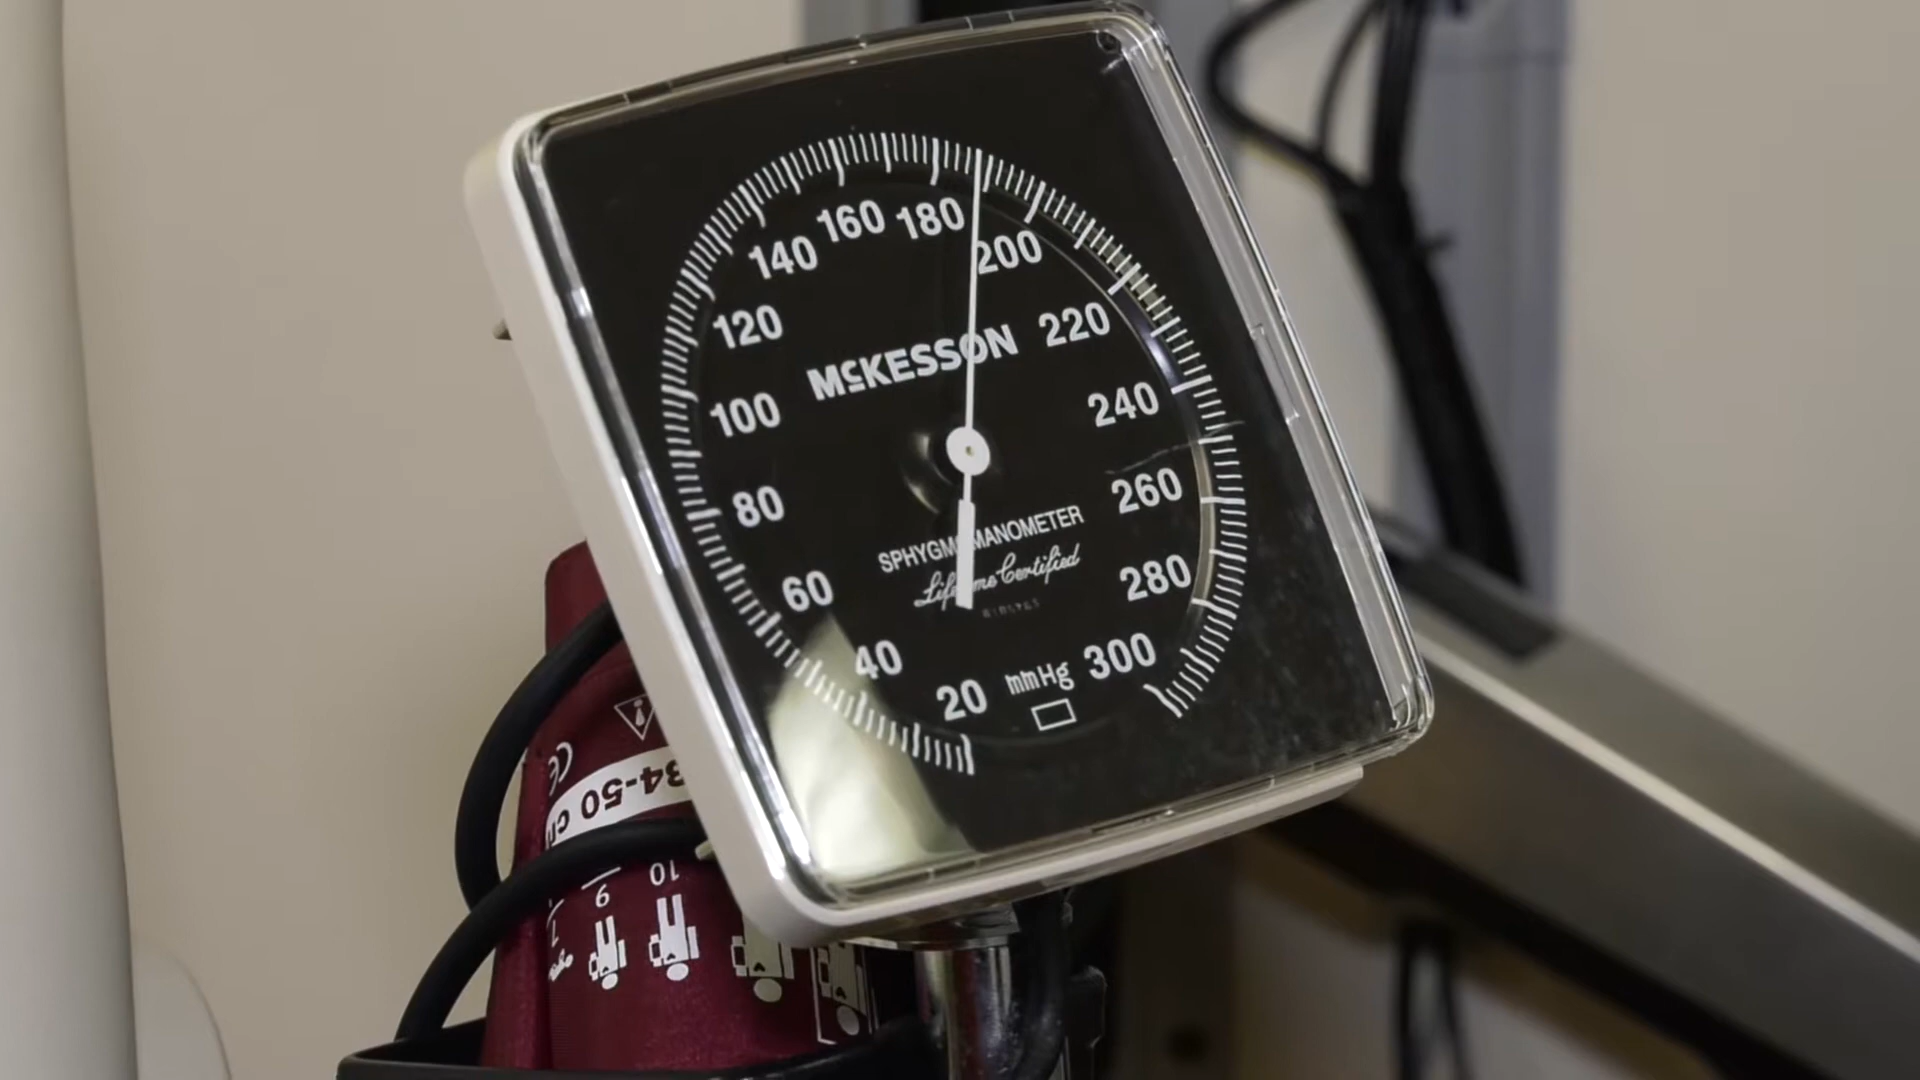 160 180
140 200
120 220
McKESSON
100 240
80 260
SPHYGMOMANOMETER
60 280
Lifetime Certified
40 300
20 mmHg
34-50 c
CE
7 9 10